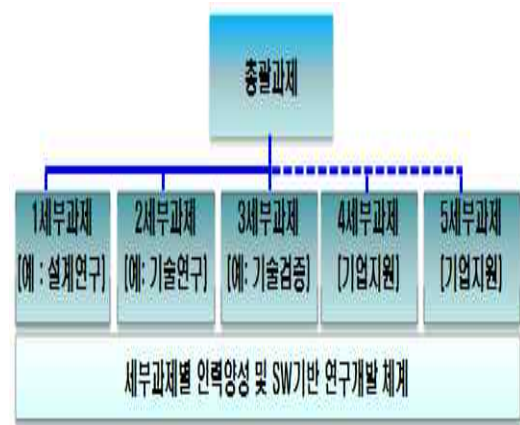 총괄과제
1세부과제
(예 : 설계연구)
2세부과제
(예: 기술연구)
3세부과제
(예: 기술검증)
4세부과제
(기업지원)
5세부과제
(기업지원)
세부과제별 인력양성 및 SW기반 연구개발 체계